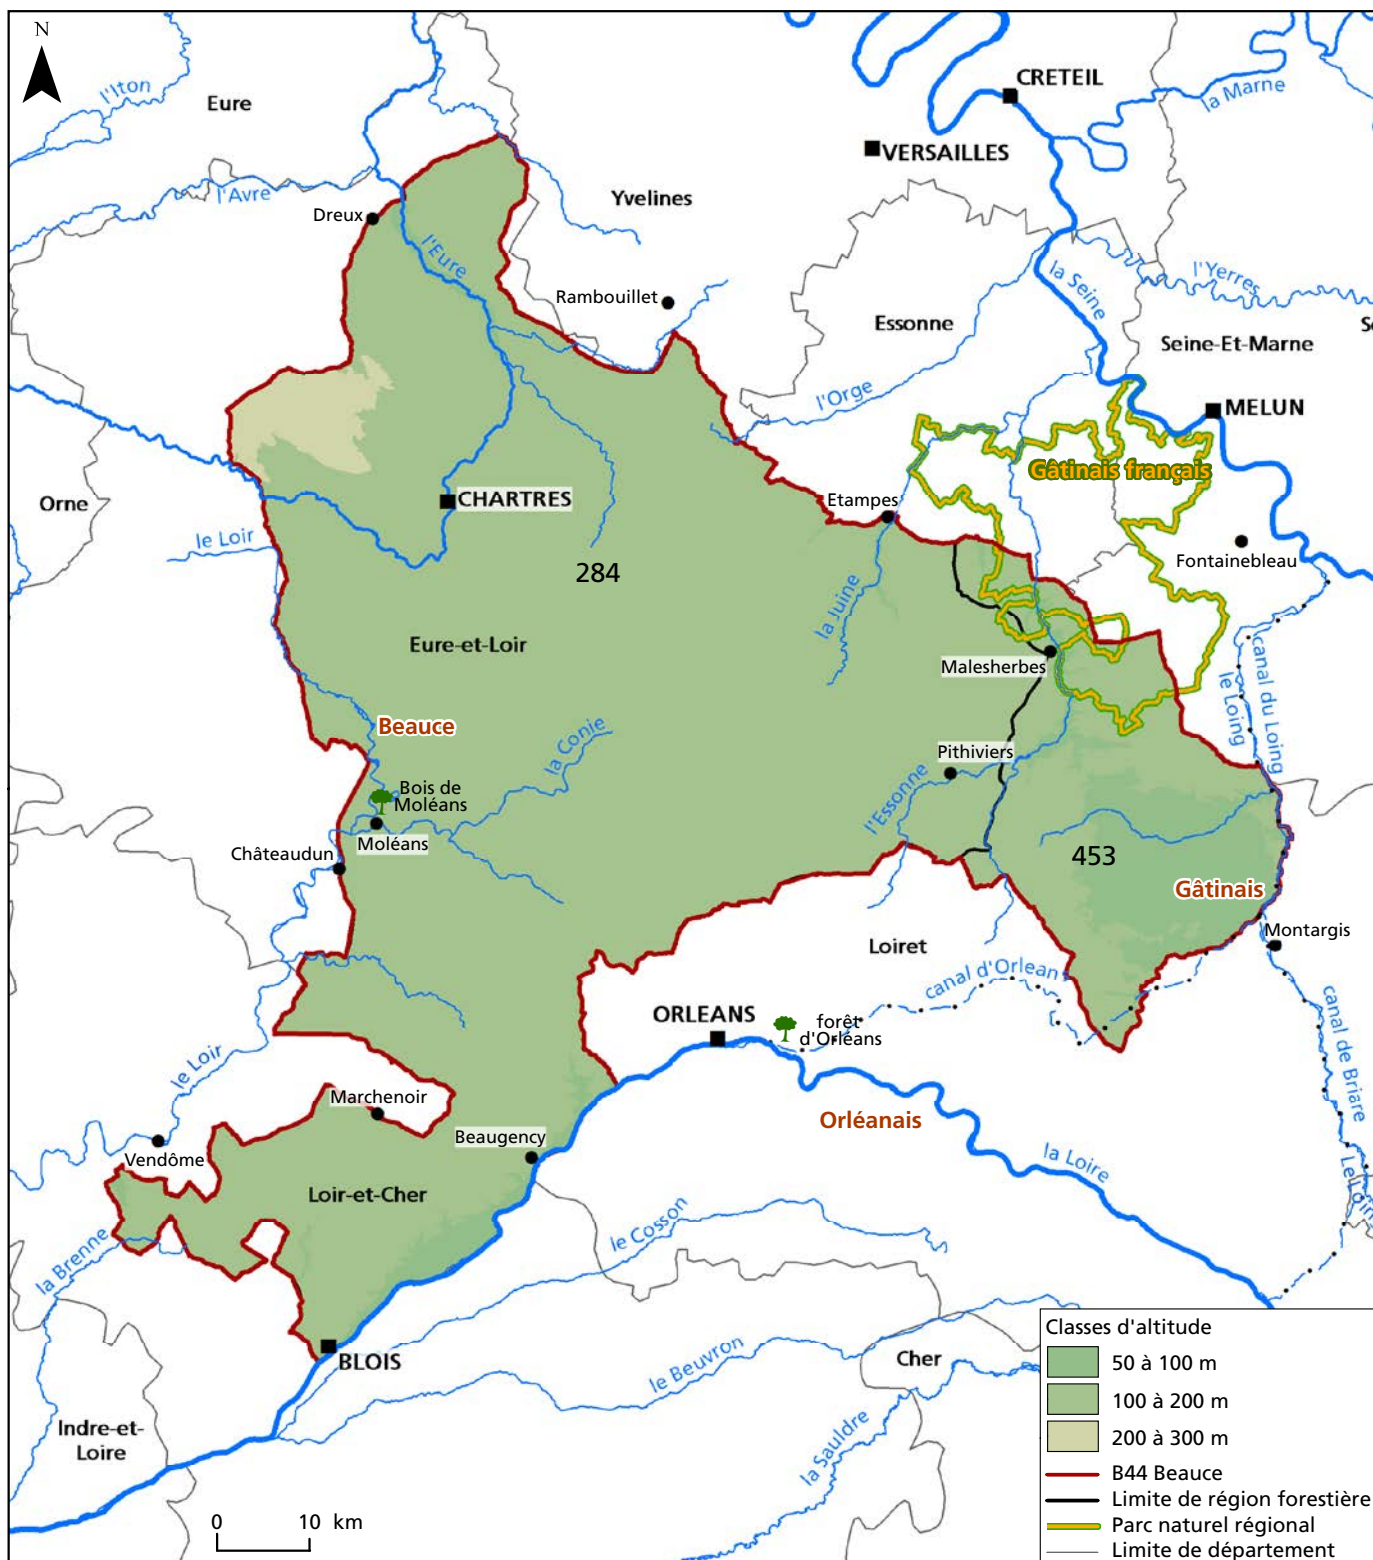 N
l'Iton
Eure
CRETEIL
la Marne
VERSAILLES
l'Avre
Yvelines
Dreux
l'Eure
la Seine
l'Yerres
Rambouillet
Essonne
Seine-Et-Marne
l'Orge
MELUN
Gâtinais français
Orne
CHARTRES
Etampes
le Loir
Fontainebleau
284
la Juine
Eure-et-Loir
Malesherbes
canal du Loing
le Loing
Beauce
la Conie
Pithiviers
Bois de
Moléans
l'Essonne
Moléans
Châteaudun
453
Gâtinais
Loiret
Montargis
canal d'Orlean
ORLEANS
forêt
d'Orléans
canal de Briare
le Loir
Marchenoir
Orléanais
Beaugency
la Loire
Vendôme
Le Loing
Loir-et-Cher
le Cosson
la Brenne
BLOIS
le Beuvron
Cher
la Sauldre
Indre-et-
Loire
0 10 km
Classes d'altitude
50 à 100 m
100 à 200 m
200 à 300 m
B44 Beauce
Limite de région forestière
Parc naturel régional
Limite de département